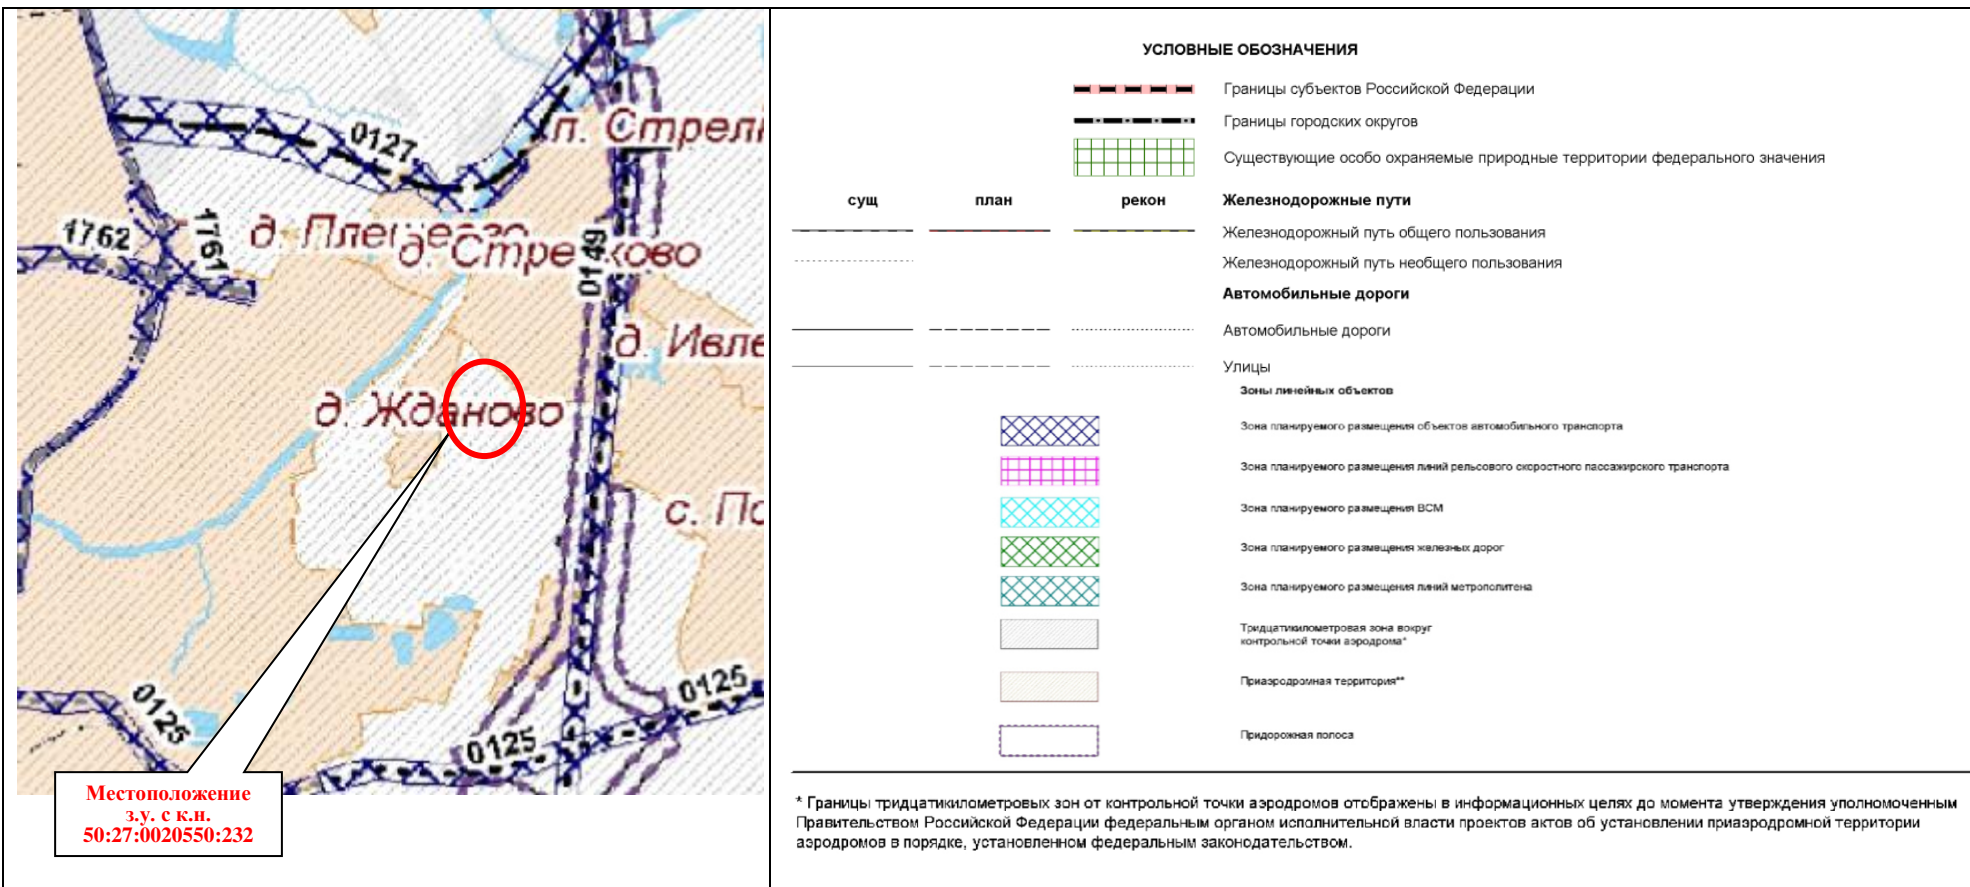 0127
п. Стрел
1762
1761
д. Плещеево
д. Стрелково
0149
д. Ивле
д. Жданово
с. По
0125
0125
0125
Местоположение
з.у. с к.н.
50:27:0020550:232
УСЛОВНЫЕ ОБОЗНАЧЕНИЯ
Границы субъектов Российской Федерации
Границы городских округов
Существующие особо охраняемые природные территории федерального значения
сущ план рекон Железнодорожные пути
Железнодорожный путь общего пользования
Железнодорожный путь необщего пользования
Автомобильные дороги
Автомобильные дороги
Улицы
Зоны линейных объектов
Зона планируемого размещения объектов автомобильного транспорта
Зона планируемого размещения линий рельсового скоростного пассажирского транспорта
Зона планируемого размещения ВСМ
Зона планируемого размещения железных дорог
Зона планируемого размещения линий метрополитена
Тридцатикилометровая зона вокруг
контрольной точки аэродрома*
Приаэродромная территория**
Придорожная полоса
* Границы тридцатикилометровых зон от контрольной точки аэродромов отображены в информационных целях до момента утверждения уполномоченным
Правительством Российской Федерации федеральным органом исполнительной власти проектов актов об установлении приаэродромной территории
аэродромов в порядке, установленном федеральным законодательством.